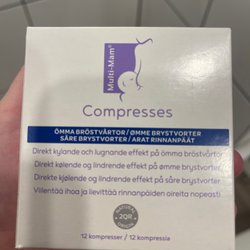 Multi-Mam®
Compresses
ÖMMA BRÖSTVÅRTOR / ØMME BRYSTVORTER
SÅRE BRYSTVORTER / ARAT RINNANPÄÄT
Direkt kylande och lugnande effekt på ömma bröstvårtor
Direkt kølende og lindrende effekt på ømme brystvorter
Direkte kjølende og lindrende effekt på såre brystvorter
Viilentää ihoa ja lievittää rinnanpäiden oireita nopeasti
2QR
12 kompresser / 12 kompressia